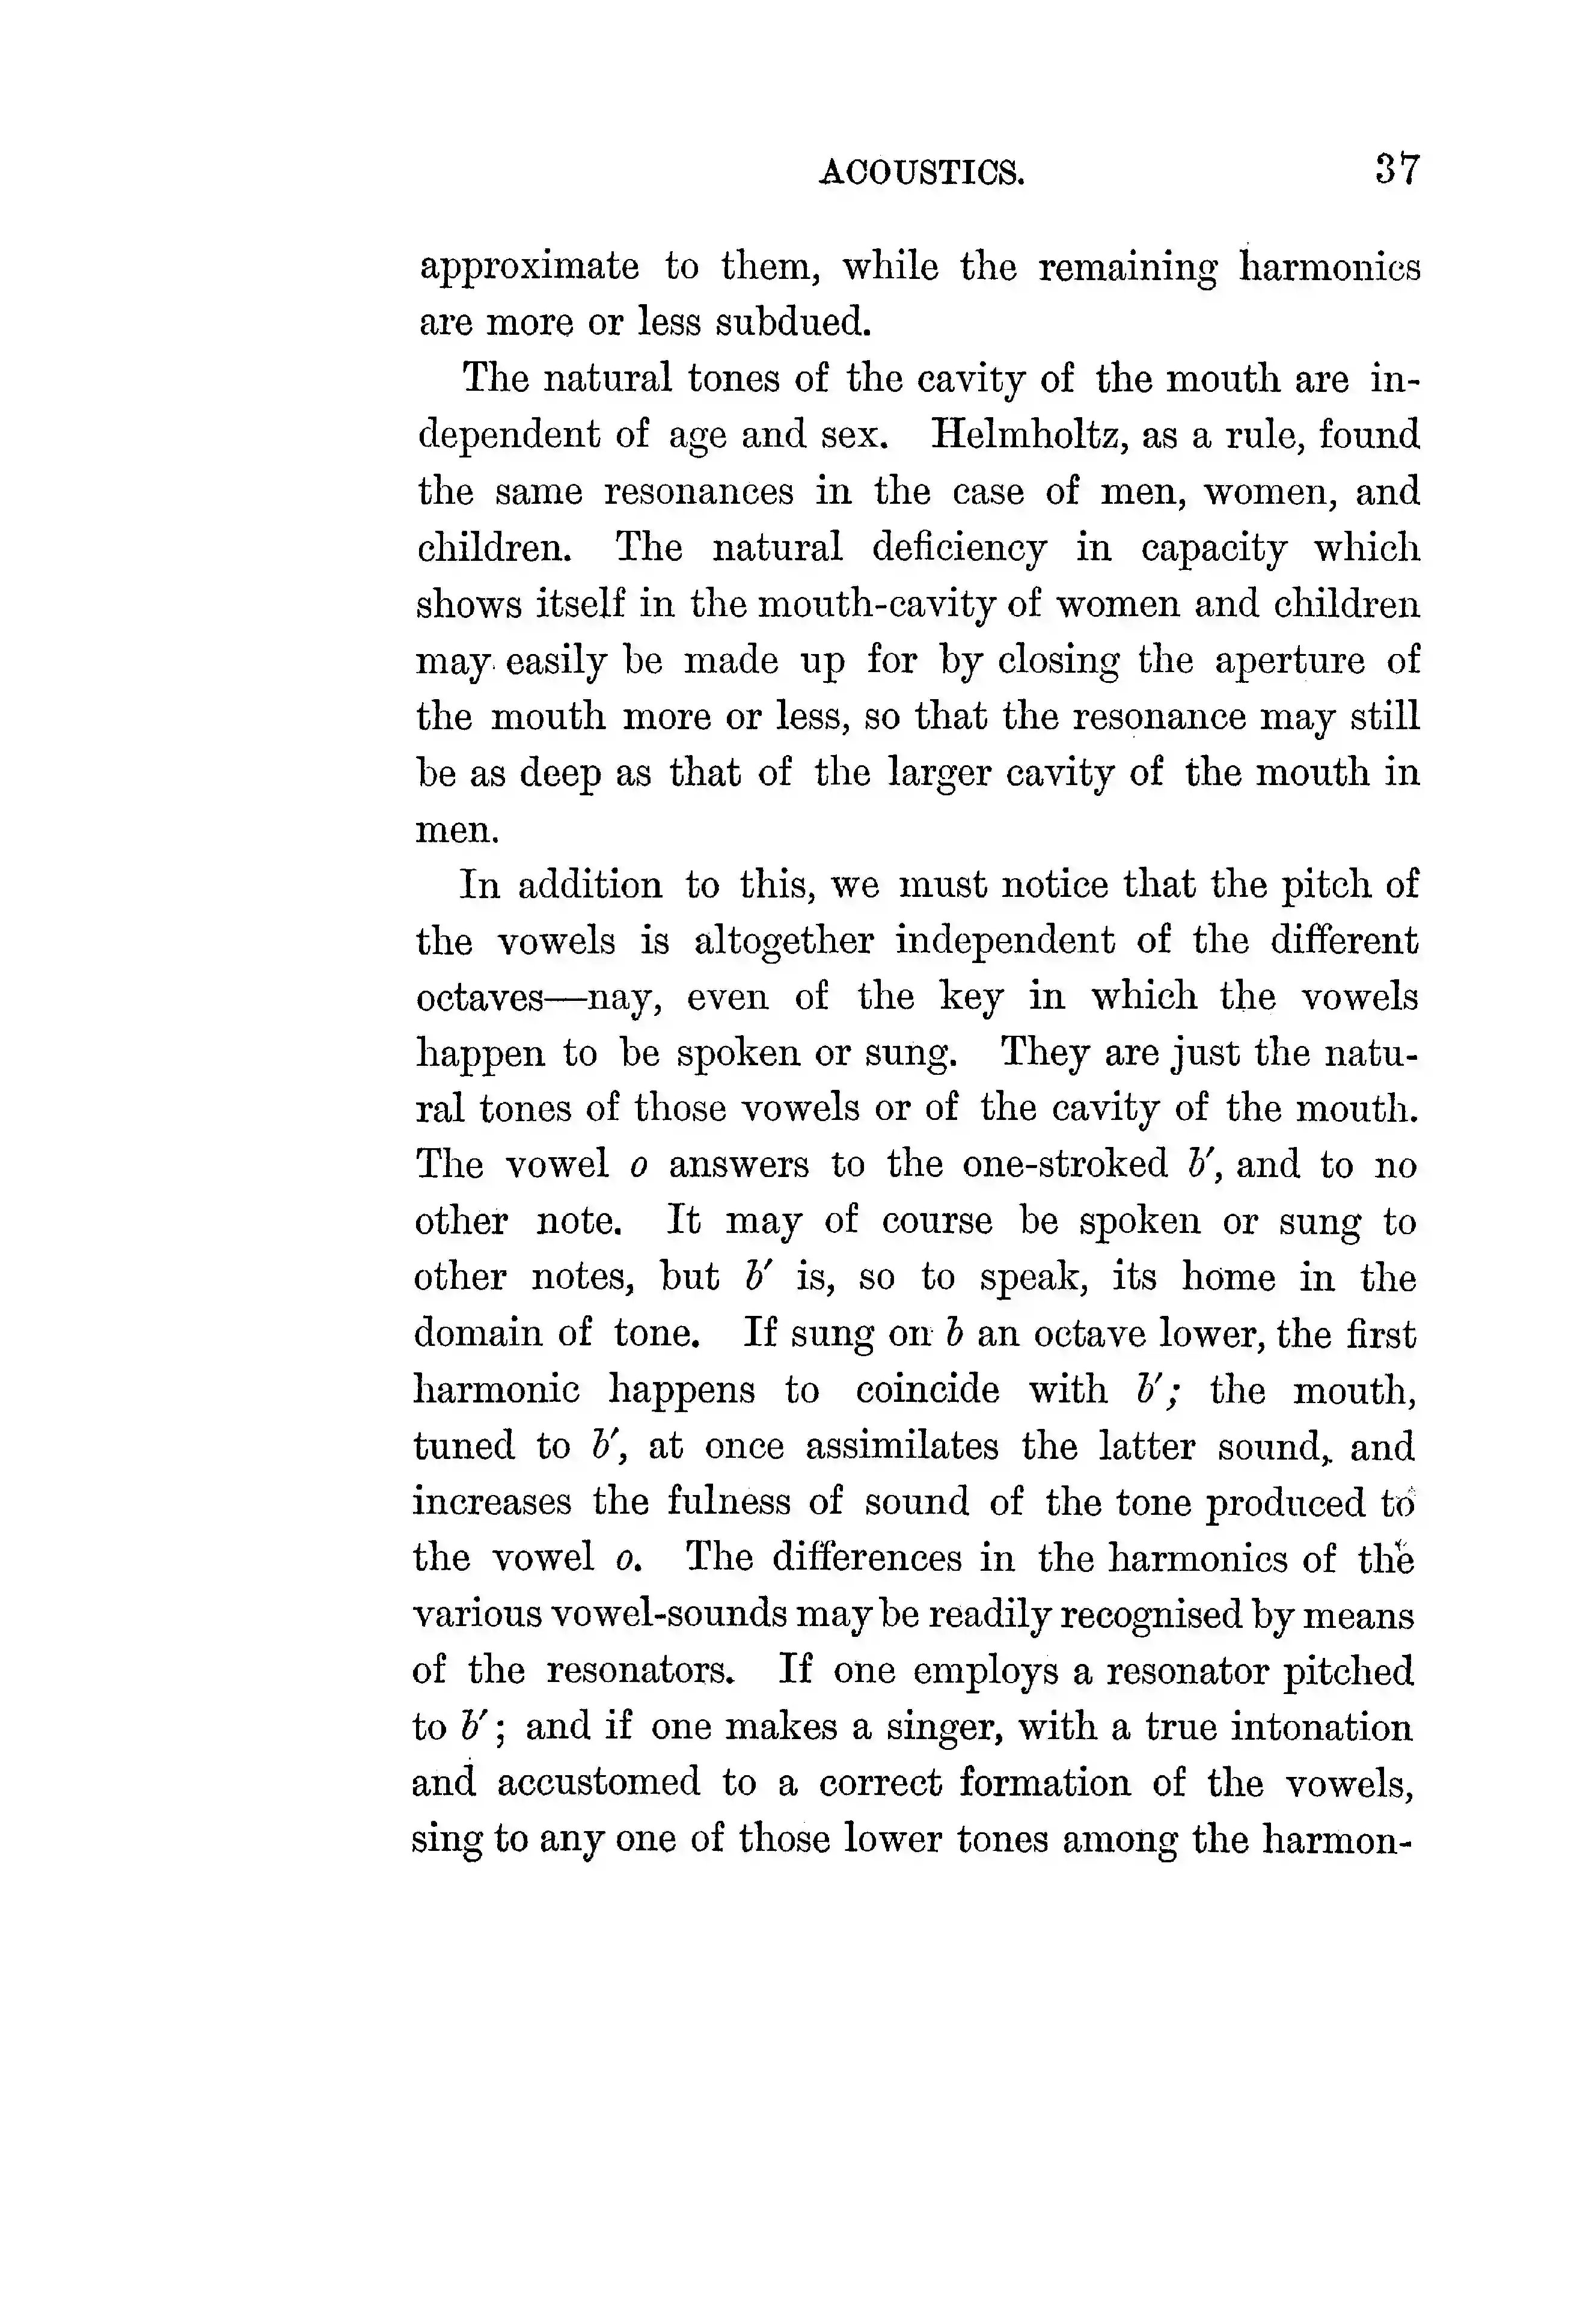 ACOUSTICS. 37
approximate to them, while the remaining harmonics
are more or less subdued.
The natural tones of the cavity of the mouth are in-
dependent of age and sex. Helmholtz, as a rule, found
the same resonances in the case of men, women, and
children. The natural deficiency in capacity which
shows itself in the mouth-cavity of women and children
may easily be made up for by closing the aperture of
the mouth more or less, so that the resonance may still
be as deep as that of the larger cavity of the mouth in
men.
In addition to this, we must notice that the pitch of
the vowels is altogether independent of the different
octaves—nay, even of the key in which the vowels
happen to be spoken or sung. They are just the natu-
ral tones of those vowels or of the cavity of the mouth.
The vowel o answers to the one-stroked b′, and to no
other note. It may of course be spoken or sung to
other notes, but b′ is, so to speak, its home in the
domain of tone. If sung on b an octave lower, the first
harmonic happens to coincide with b′; the mouth,
tuned to b′, at once assimilates the latter sound, and
increases the fulness of sound of the tone produced to
the vowel o. The differences in the harmonics of the
various vowel-sounds may be readily recognised by means
of the resonators. If one employs a resonator pitched
to b′; and if one makes a singer, with a true intonation
and accustomed to a correct formation of the vowels,
sing to any one of those lower tones among the harmon-